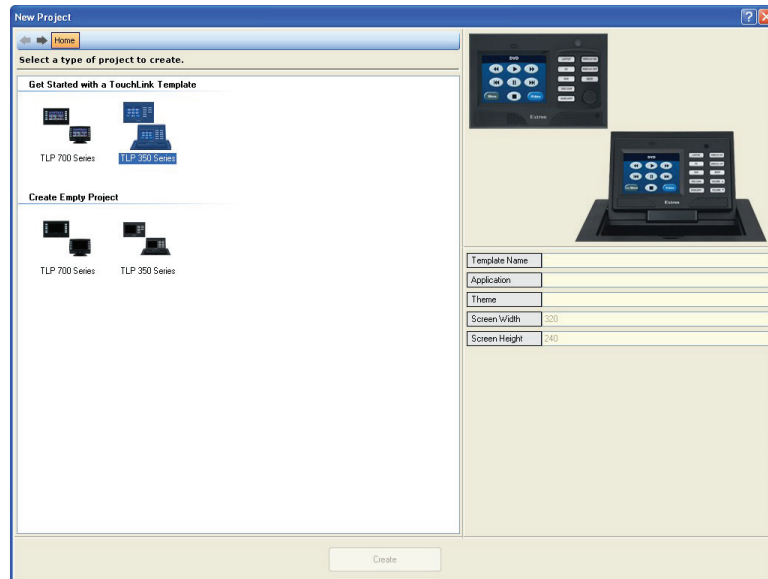 New Project
Home
Select a type of project to create.
Get Started with a TouchLink Template
TLP 700 Series
TLP 350 Series
Create Empty Project
TLP 700 Series
TLP 350 Series
DVD
Extron
DVD
Extron
Template Name
Application
Theme
Screen Width
320
Screen Height
240
Create